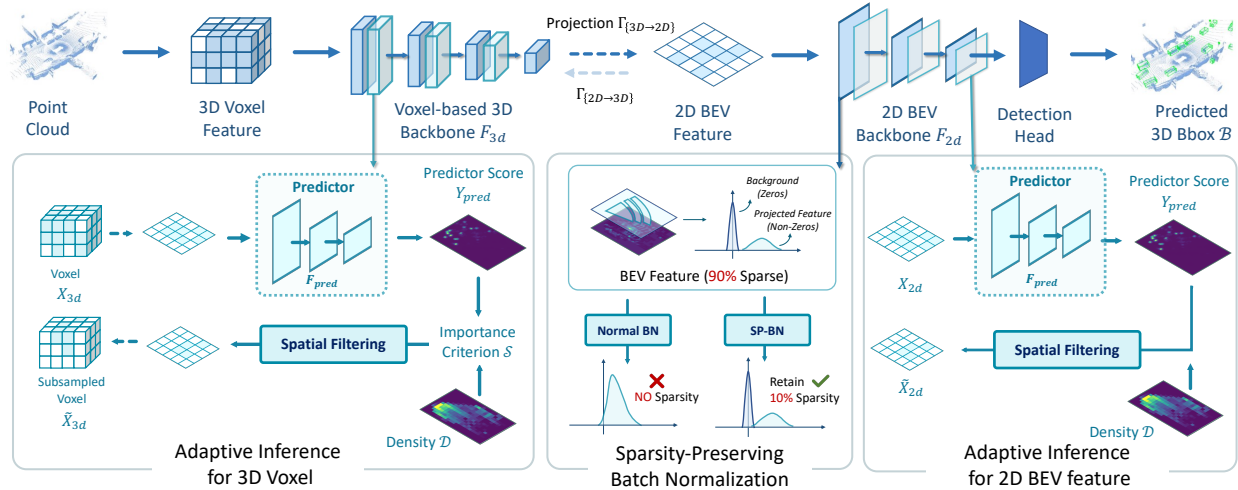 Projection Γ{3D→2D}
Γ{2D→3D}
Point
Cloud
3D Voxel
Feature
Voxel-based 3D
Backbone F3d
2D BEV
Feature
2D BEV
Backbone F2d
Detection
Head
Predicted
3D Bbox ℬ
Predictor
Predictor Score
Ypred
Fpred
Voxel
X3d
Spatial Filtering
Importance
Criterion 𝒮
Subsampled
Voxel
X̃3d
Density 𝒟
Adaptive Inference
for 3D Voxel
Background
(Zeros)
Projected Feature
(Non-Zeros)
BEV Feature (90% Sparse)
Normal BN
SP-BN
NO Sparsity
Retain
10% Sparsity
Sparsity-Preserving
Batch Normalization
Predictor
Predictor Score
Ypred
Fpred
X2d
Spatial Filtering
X̃2d
Density 𝒟
Adaptive Inference
for 2D BEV feature